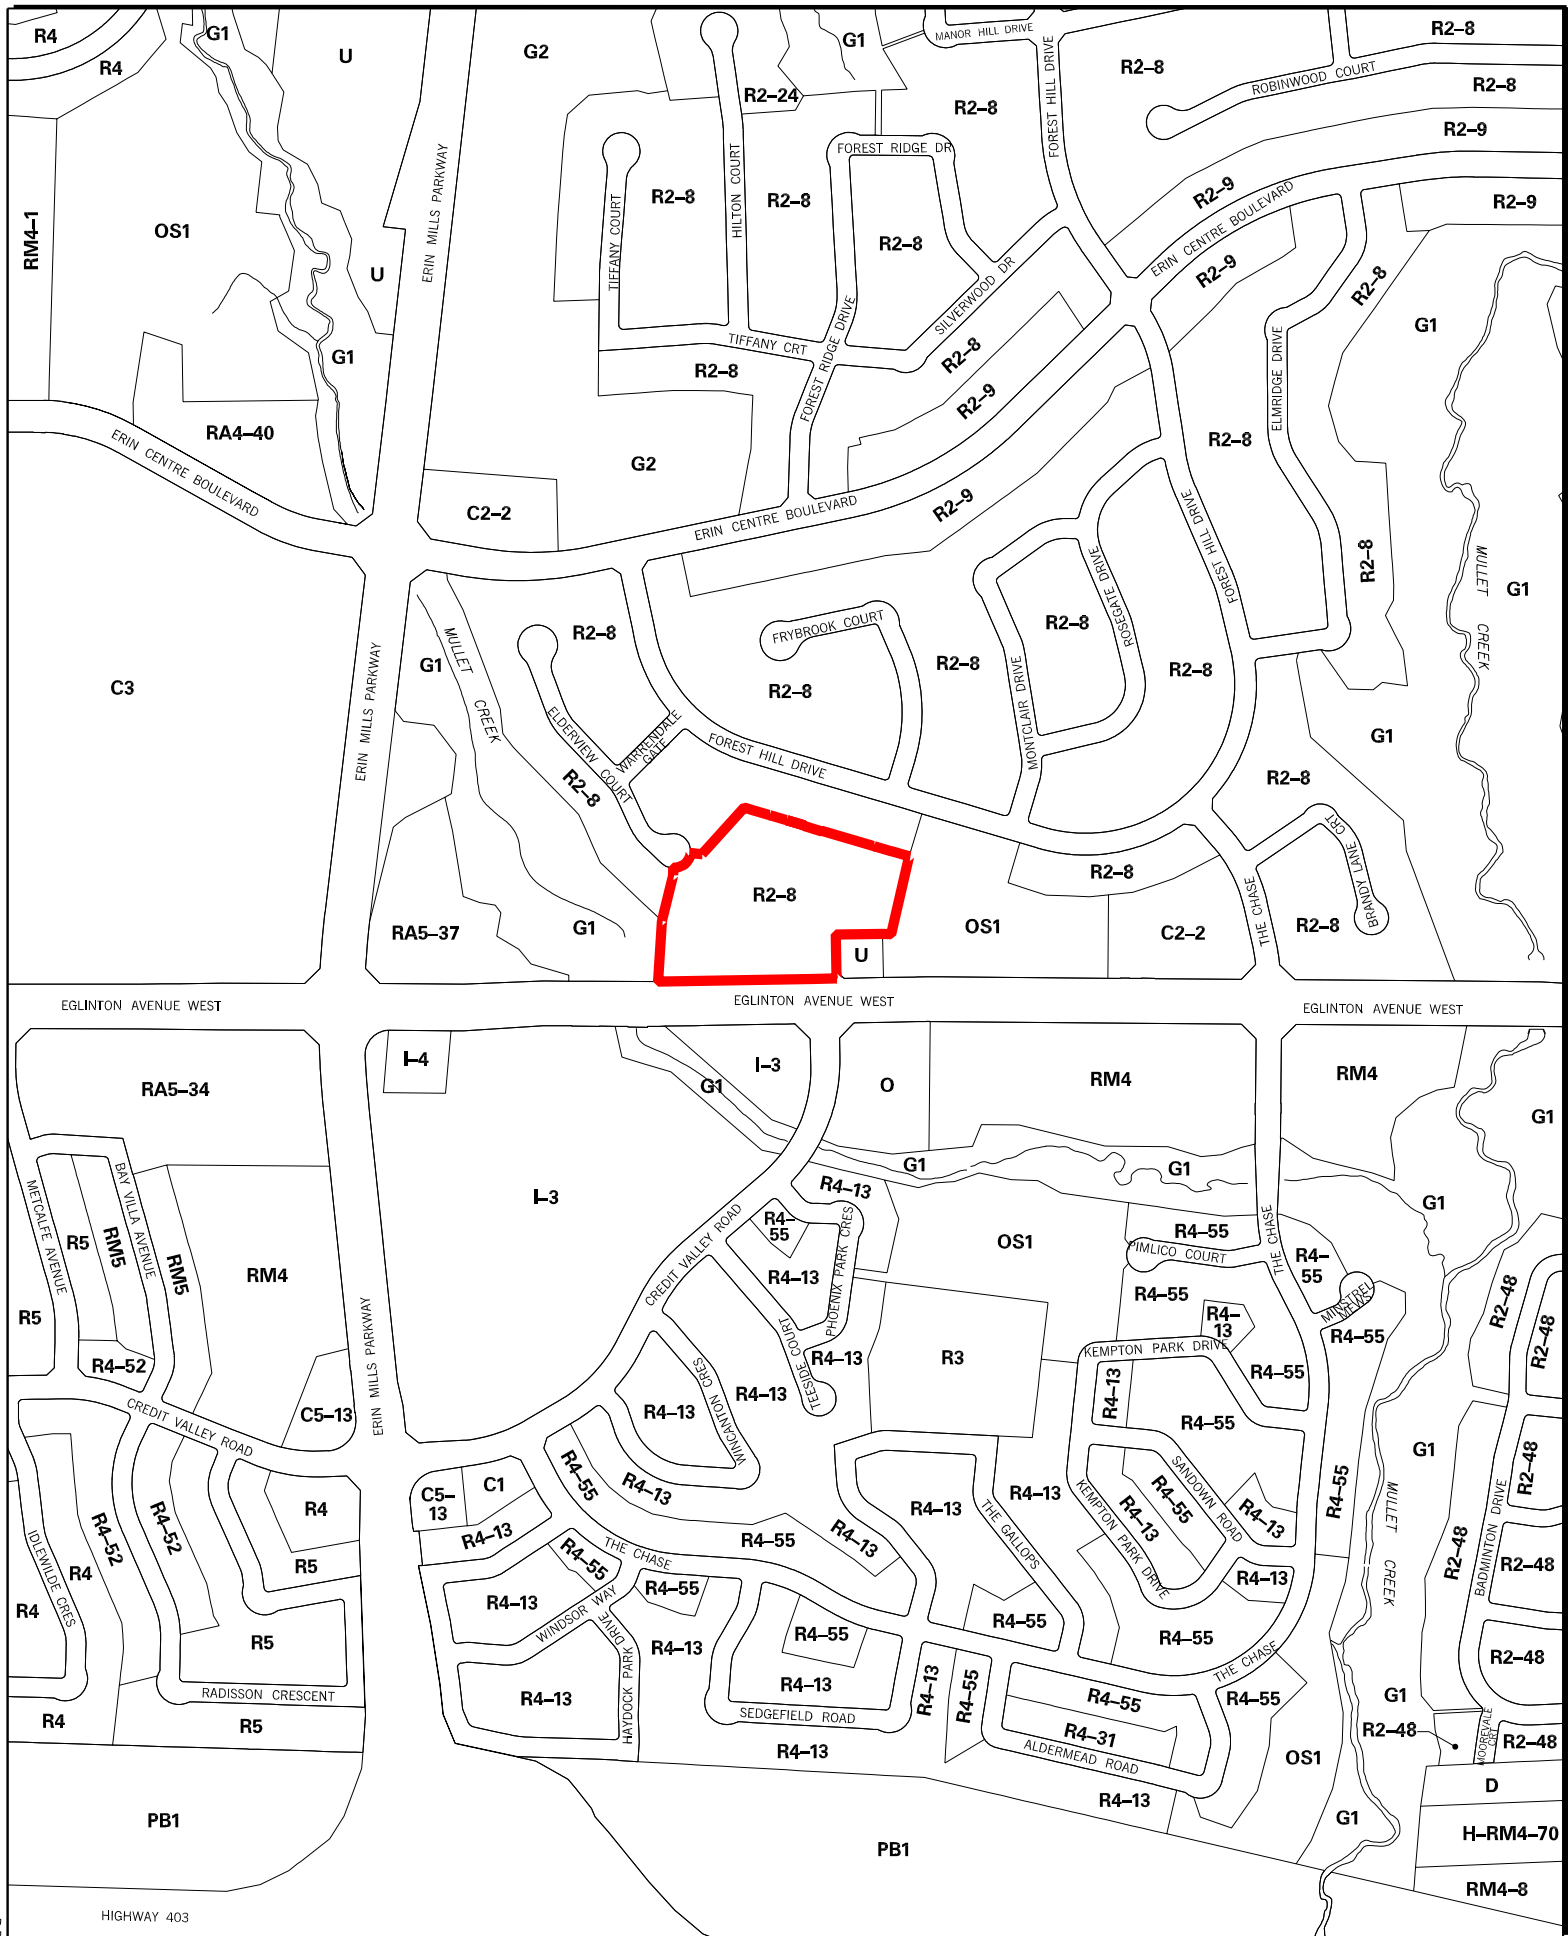 R4
G1
U
G2
G1
MANOR HILL DRIVE
R2–8
R4
R2–8
ROBINWOOD COURT
R2–8
R2–24
R2–8
FOREST HILL DRIVE
R2–9
FOREST RIDGE DR
HILTON COURT
ERIN MILLS PARKWAY
TIFFANY COURT
R2–8
R2–8
R2–9
R2–9
ERIN CENTRE BOULEVARD
RM4–1
OS1
R2–8
U
SILVERWOOD DR
R2–9
R2–8
G1
G1
TIFFANY CRT
FOREST RIDGE DRIVE
R2–8
R2–8
R2–9
ELMRIDGE DRIVE
RA4–40
ERIN CENTRE BOULEVARD
R2–8
G2
C2–2
ERIN CENTRE BOULEVARD
R2–9
FOREST HILL DRIVE
ROSEGATE DRIVE
R2–8
MULLET
CREEK
G1
C3
ERIN MILLS PARKWAY
G1
MULLET
CREEK
R2–8
FRYBROOK COURT
R2–8
R2–8
R2–8
R2–8
MONTCLAIR DRIVE
G1
ELDERVIEW COURT
WARRENDALE
GATE
FOREST HILL DRIVE
R2–8
R2–8
BRANDY LANE CRT
R2–8
R2–8
THE CHASE
R2–8
RA5–37
G1
OS1
C2–2
U
EGLINTON AVENUE WEST
EGLINTON AVENUE WEST
EGLINTON AVENUE WEST
RA5–34
I–4
G1
I–3
O
RM4
RM4
G1
G1
G1
G1
I–3
R4–13
METCALFE AVENUE
R5
BAY VILLA AVENUE
RM5
RM5
RM4
CREDIT VALLEY ROAD
R4–
55
PHOENIX PARK CRES
OS1
R4–55
PIMLICO COURT
THE CHASE
R4–
55
R4–13
R4–55
MINSTREL
MEWS
R2–48
R5
R4–
13
R4–55
R2–48
ERIN MILLS PARKWAY
TEESIDE COURT
R4–13
R3
KEMPTON PARK DRIVE
R4–52
R4–13
WINCANTON CRES
R4–13
R4–55
C5–13
CREDIT VALLEY ROAD
R4–13
R4–55
G1
R4–55
R4–13
C5–
13
C1
R4–13
R4–13
THE GALLOPS
SANDOWN ROAD
R4–55
R4–13
R4–13
KEMPTON PARK DRIVE
R4–55
MULLET
CREEK
R2–48
R2–48
BADMINTON DRIVE
R4
R4–52
R4–52
IDLEWILDE CRES
R4
R5
R4–13
THE CHASE
R4–55
R4–55
R4–13
R4–13
R2–48
R4
R4–13
WINDSOR WAY
R4–55
R5
R4–13
R4–55
R4–55
R4–55
R2–48
HAYDOCK PARK DRIVE
R4–13
R4–13
R4–13
R4–55
THE CHASE
R4–55
R4–55
G1
RADISSON CRESCENT
R4
R5
SEDGEFIELD ROAD
R4–13
R4–31
ALDERMEAD ROAD
OS1
R2–48
MOOREVALE
CRT
R2–48
D
R4–13
PB1
PB1
G1
H–RM4–70
RM4–8
HIGHWAY 403